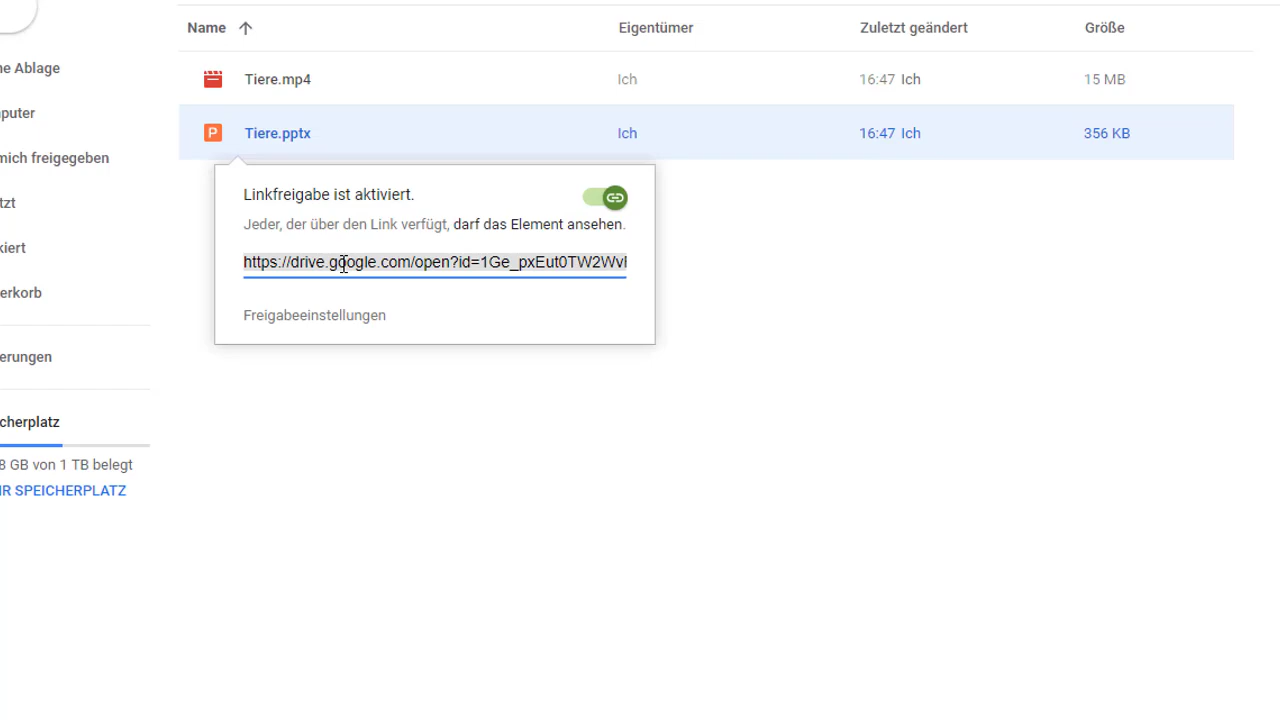 Name Eigentümer Zuletzt geändert Größe
ne Ablage
Tiere.mp4 Ich 16:47 Ich 15 MB
puter
P Tiere.pptx Ich 16:47 Ich 356 KB
mich freigegeben
tzt
Linkfreigabe ist aktiviert.
Jeder, der über den Link verfügt, darf das Element ansehen.
kiert
https://drive.google.com/open?id=1Ge_pxEut0TW2Wv
erkorb
Freigabeeinstellungen
erungen
cherplatz
8 GB von 1 TB belegt
R SPEICHERPLATZ